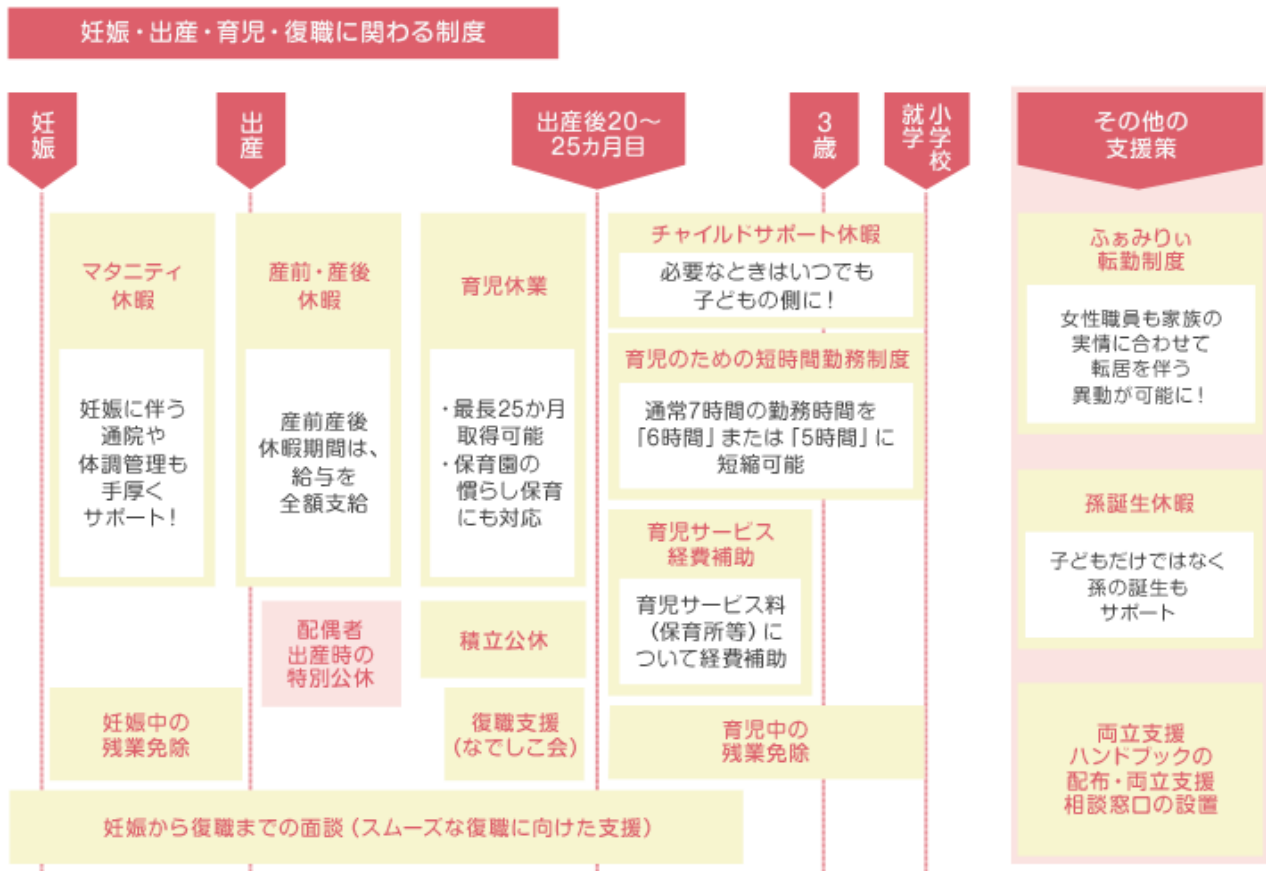 妊娠・出産・育児・復職に関わる制度
妊娠
出産
出産後20～
25カ月目
3歳
小学校
就学
その他の
支援策
マタニティ
休暇
妊娠に伴う
通院や
体調管理も
手厚く
サポート！
産前・産後
休暇
産前産後
休暇期間は、
給与を
全額支給
育児休業
・最長25か月
取得可能
・保育園の
慣らし保育
にも対応
チャイルドサポート休暇
必要なときはいつでも
子どもの側に！
育児のための短時間勤務制度
通常7時間の勤務時間を
「6時間」または「5時間」に
短縮可能
育児サービス
経費補助
育児サービス料
（保育所等）に
ついて経費補助
配偶者
出産時の
特別公休
積立公休
妊娠中の
残業免除
復職支援
(なでしこ会)
育児中の
残業免除
妊娠から復職までの面談（スムーズな復職に向けた支援）
ふぁみりぃ
転勤制度
女性職員も家族の
実情に合わせて
転居を伴う
異動が可能に！
孫誕生休暇
子どもだけではなく
孫の誕生も
サポート
両立支援
ハンドブックの
配布・両立支援
相談窓口の設置